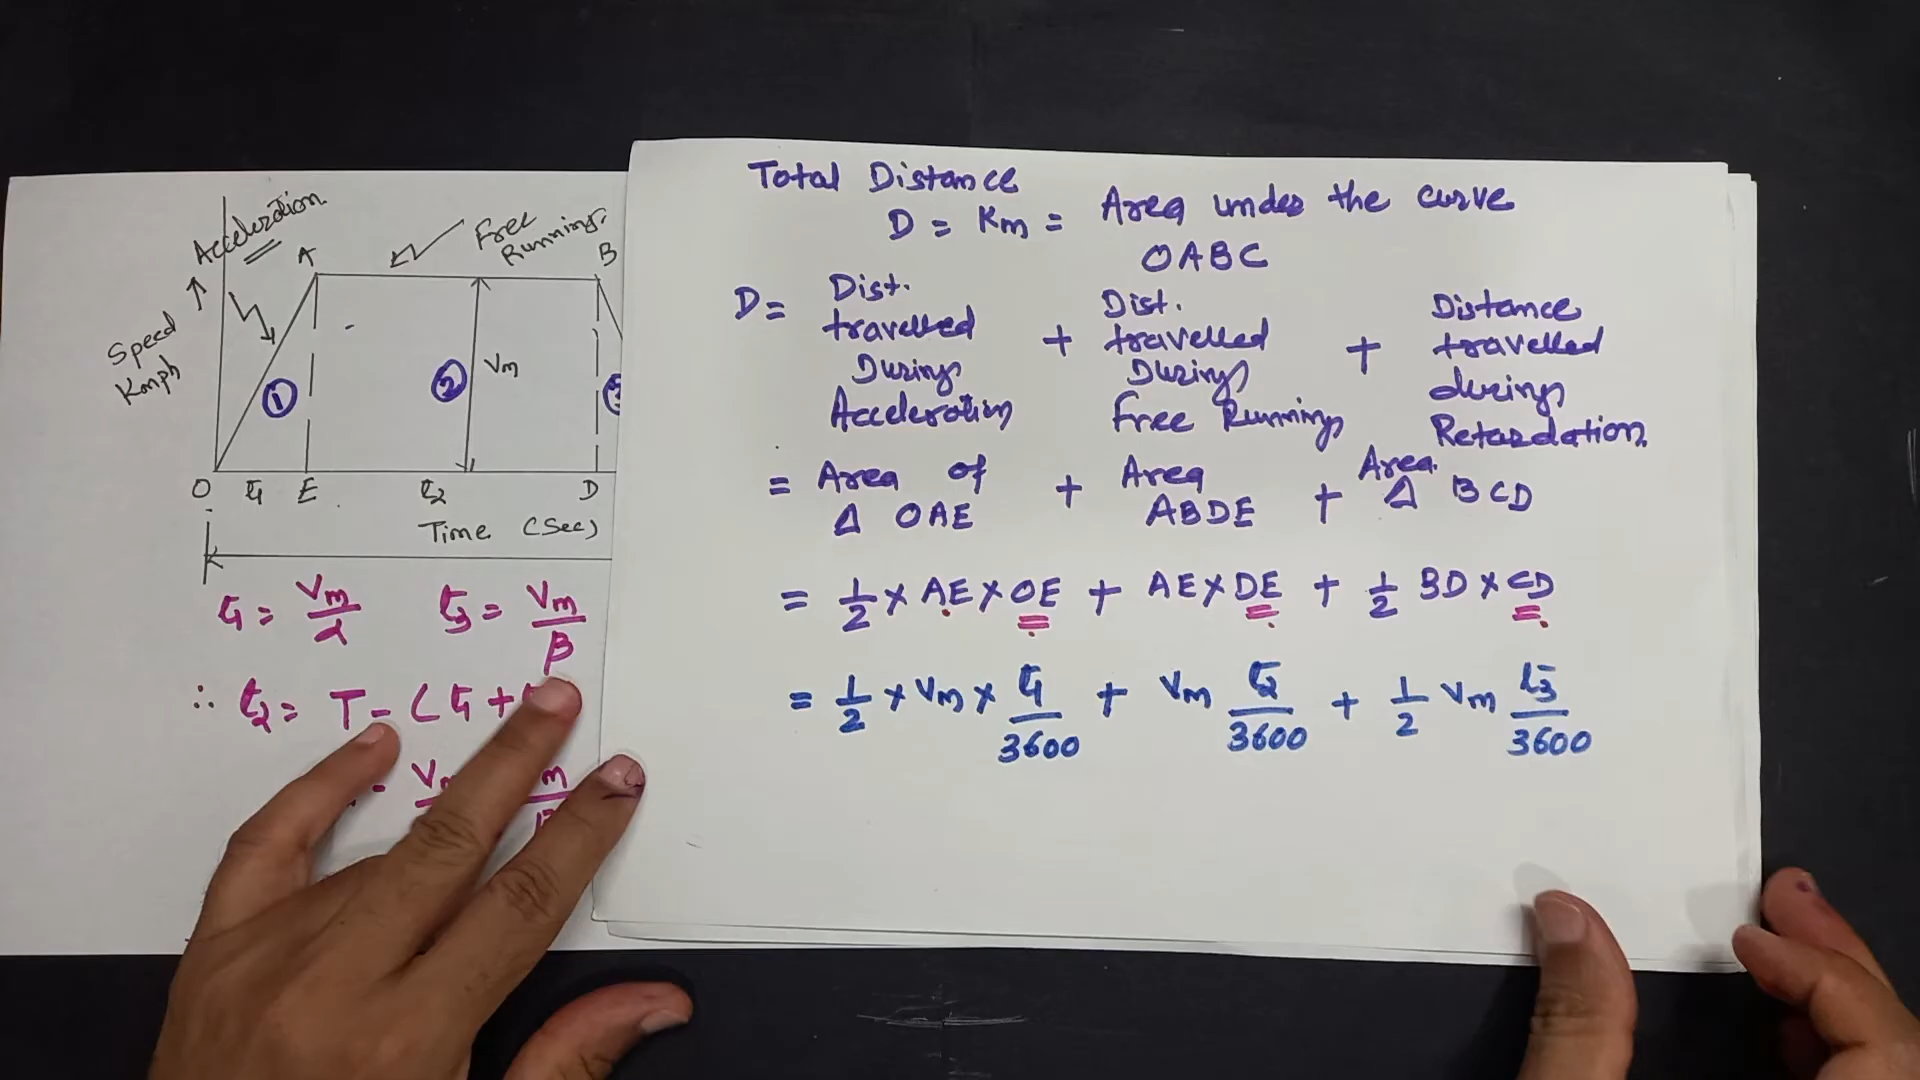 Acceleration
Free
Running.
A
B
Speed
Kmph
Vm
1
2
O t1 E t2 D
Time (Sec)
t1 = Vm/α t3 = Vm/β
∴ t2 = T - (t1 +
Total Distance
D = Km = Area under the curve
OABC
D = Dist. travelled During Acceleration + Dist. travelled During Free Running + Distance travelled during Retardation.
= Area of Δ OAE + Area ABDE + Area. Δ BCD
= 1/2 × AE × OE + AE × DE + 1/2 BD × CD
= 1/2 × Vm × t1/3600 + Vm t2/3600 + 1/2 Vm t3/3600